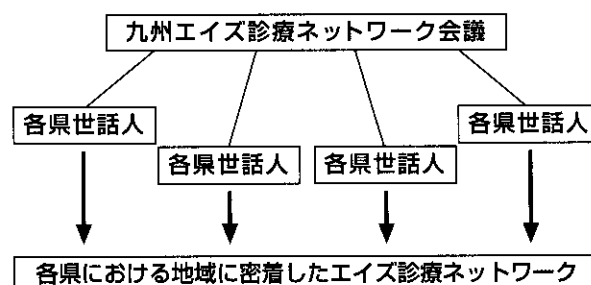 九州エイズ診療ネットワーク会議
各県世話人
各県世話人
各県世話人
各県世話人
各県における地域に密着したエイズ診療ネットワーク